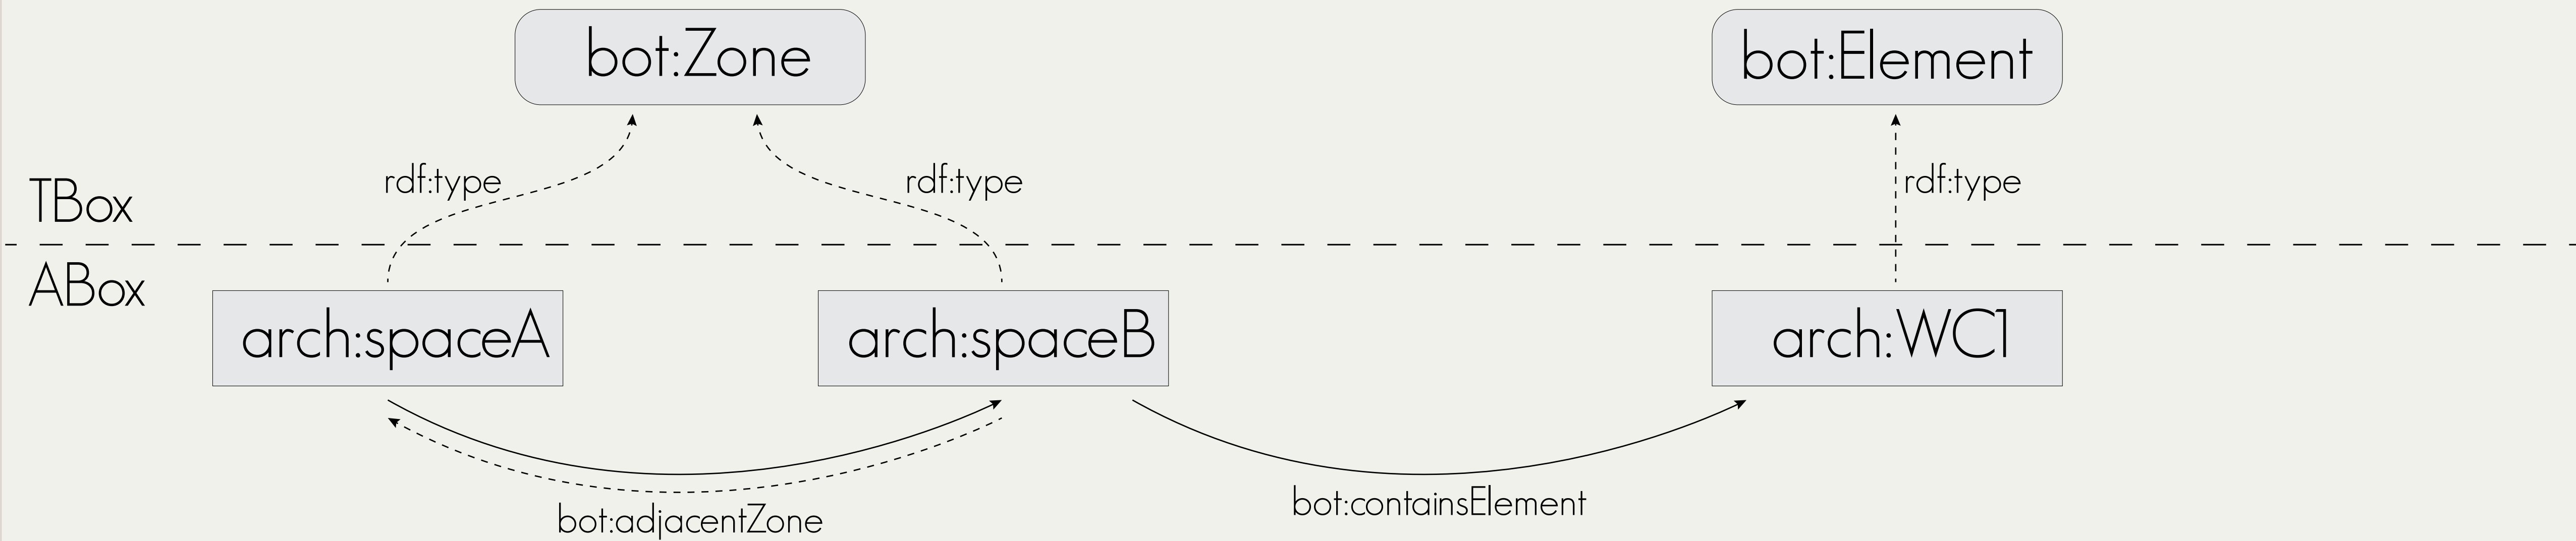 bot:Zone
bot:Element
rdf:type
rdf:type
rdf:type
TBox
ABox
arch:spaceA
arch:spaceB
arch:WC1
bot:adjacentZone
bot:containsElement